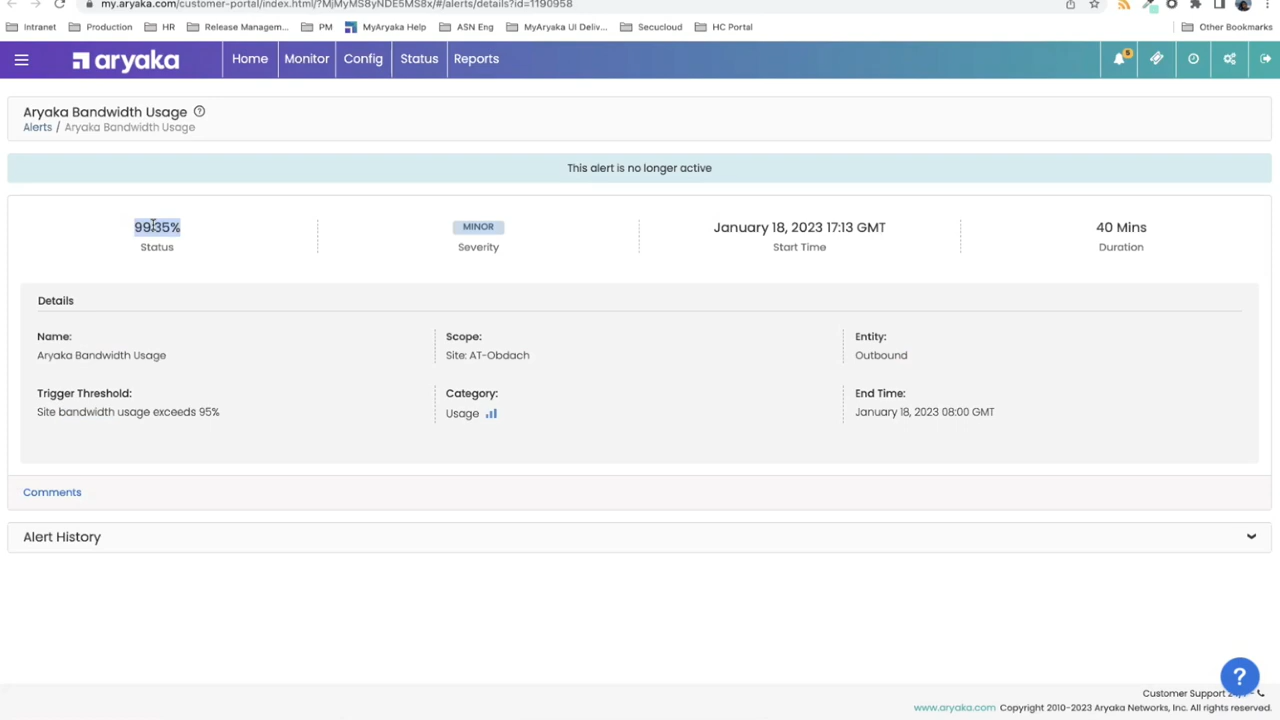 my.aryaka.com/customer-portal/index.html/?MjMyMS8yNDE5MS8x/#/alerts/details?id=1190958
Intranet Production HR Release Managem... PM MyAryaka Help ASN Eng MyAryaka UI Deliv... Secucloud HC Portal Other Bookmarks
aryaka Home Monitor Config Status Reports
Aryaka Bandwidth Usage
Alerts / Aryaka Bandwidth Usage
This alert is no longer active
99.35% MINOR January 18, 2023 17:13 GMT 40 Mins
Status Severity Start Time Duration
Details
Name: Scope: Entity:
Aryaka Bandwidth Usage Site: AT-Obdach Outbound
Trigger Threshold: Category: End Time:
Site bandwidth usage exceeds 95% Usage January 18, 2023 08:00 GMT
Comments
Alert History
?
Customer Support
www.aryaka.com Copyright 2010-2023 Aryaka Networks, Inc. All rights reserved.